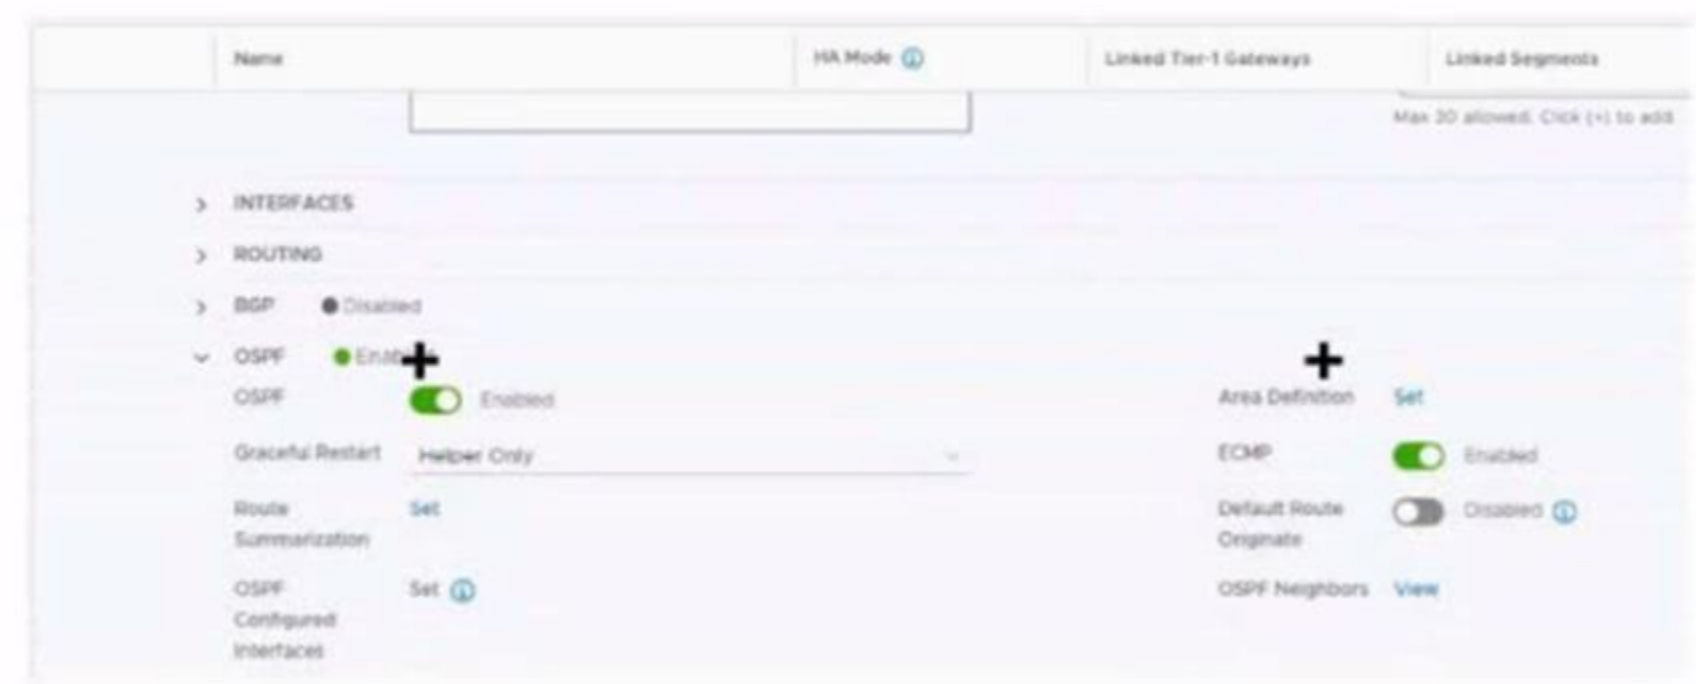 Name HA Mode Linked Tier-1 Gateways Linked Segments
Max 20 allowed. Click (+) to add
INTERFACES
ROUTING
BGP Disabled
OSPF
OSPF Enabled Area Definition Set
Graceful Restart Helper Only ECMP Enabled
Route Summarization Set Default Route Originate Disabled
OSPF Configured Interfaces Set OSPF Neighbors View